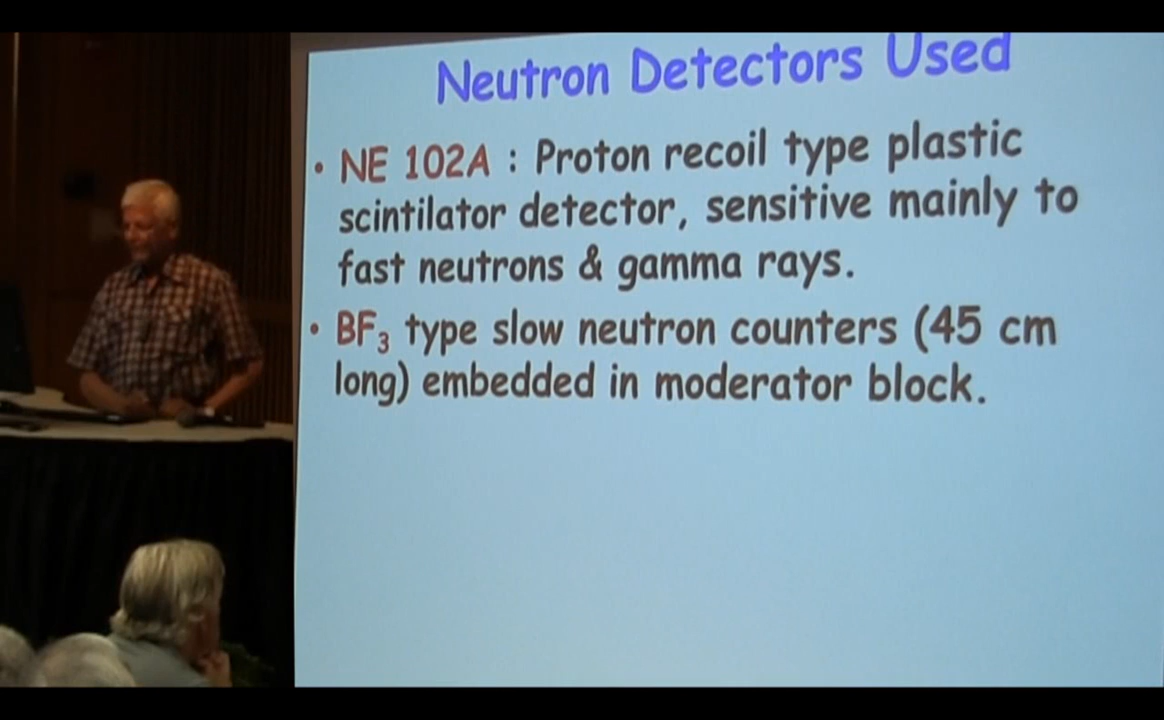 Neutron Detectors Used
• NE 102A : Proton recoil type plastic
scintilator detector, sensitive mainly to
fast neutrons & gamma rays.
• BF₃ type slow neutron counters (45 cm
long) embedded in moderator block.